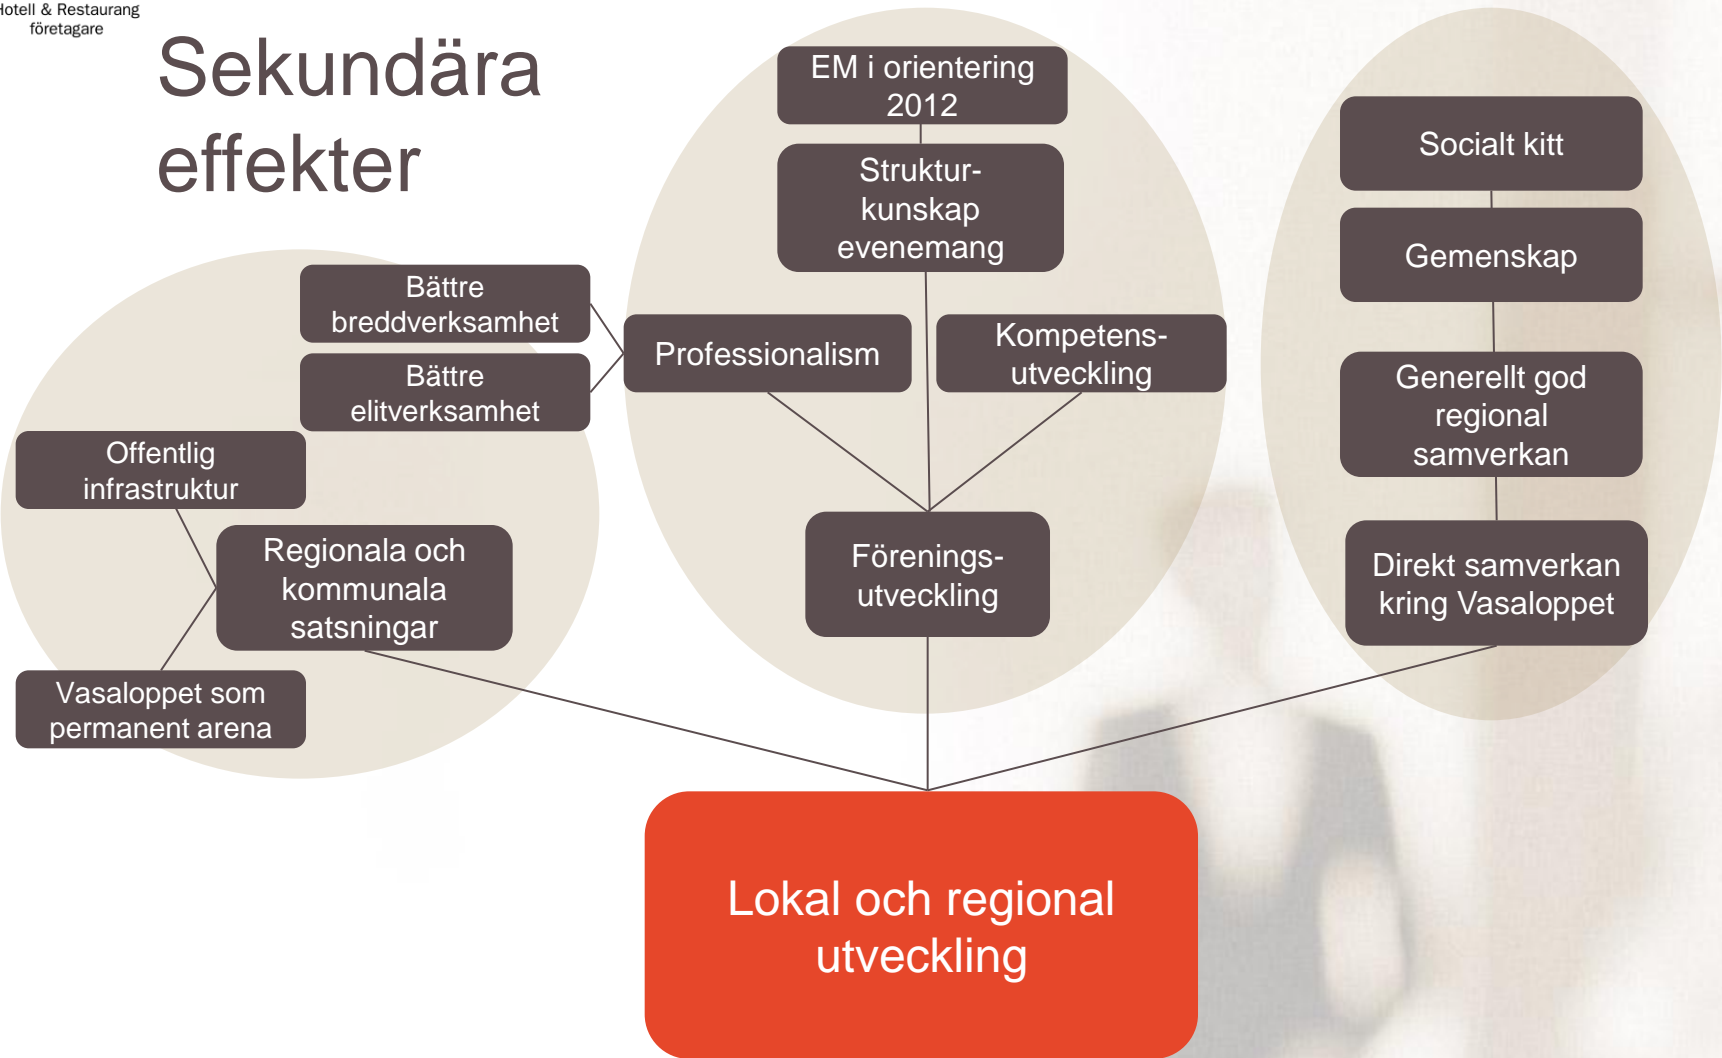 Hotell & Restaurang
företagare
Sekundära
effekter
EM i orientering
2012
Struktur-
kunskap
evenemang
Socialt kitt
Gemenskap
Bättre
breddverksamhet
Bättre
elitverksamhet
Professionalism
Kompetens-
utveckling
Generellt god
regional
samverkan
Offentlig
infrastruktur
Regionala och
kommunala
satsningar
Förenings-
utveckling
Direkt samverkan
kring Vasaloppet
Vasaloppet som
permanent arena
Lokal och regional
utveckling